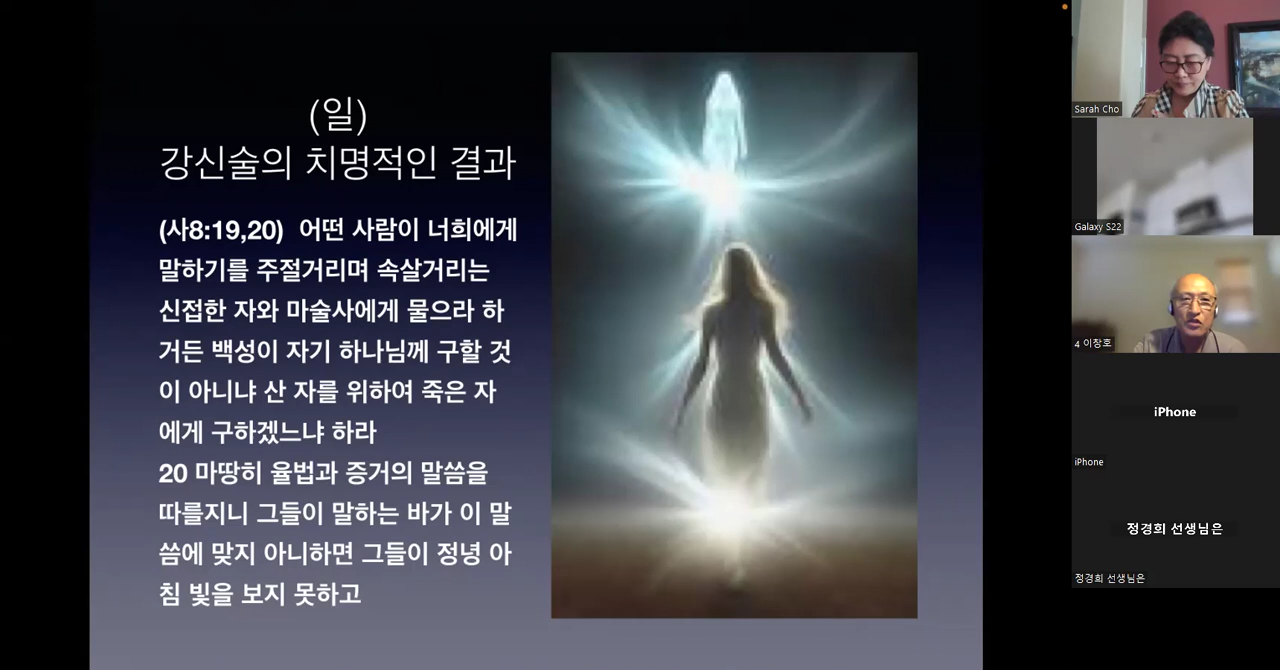 (일)
강신술의 치명적인 결과
(사8:19,20) 어떤 사람이 너희에게
말하기를 주절거리며 속살거리는
신접한 자와 마술사에게 물으라 하
거든 백성이 자기 하나님께 구할 것
이 아니냐 산 자를 위하여 죽은 자
에게 구하겠느냐 하라
20 마땅히 율법과 증거의 말씀을
따를지니 그들이 말하는 바가 이 말
씀에 맞지 아니하면 그들이 정녕 아
침 빛을 보지 못하고
Sarah Cho
Galaxy S22
4 이창호
iPhone
iPhone
정경희 선생님은
정경희 선생님은